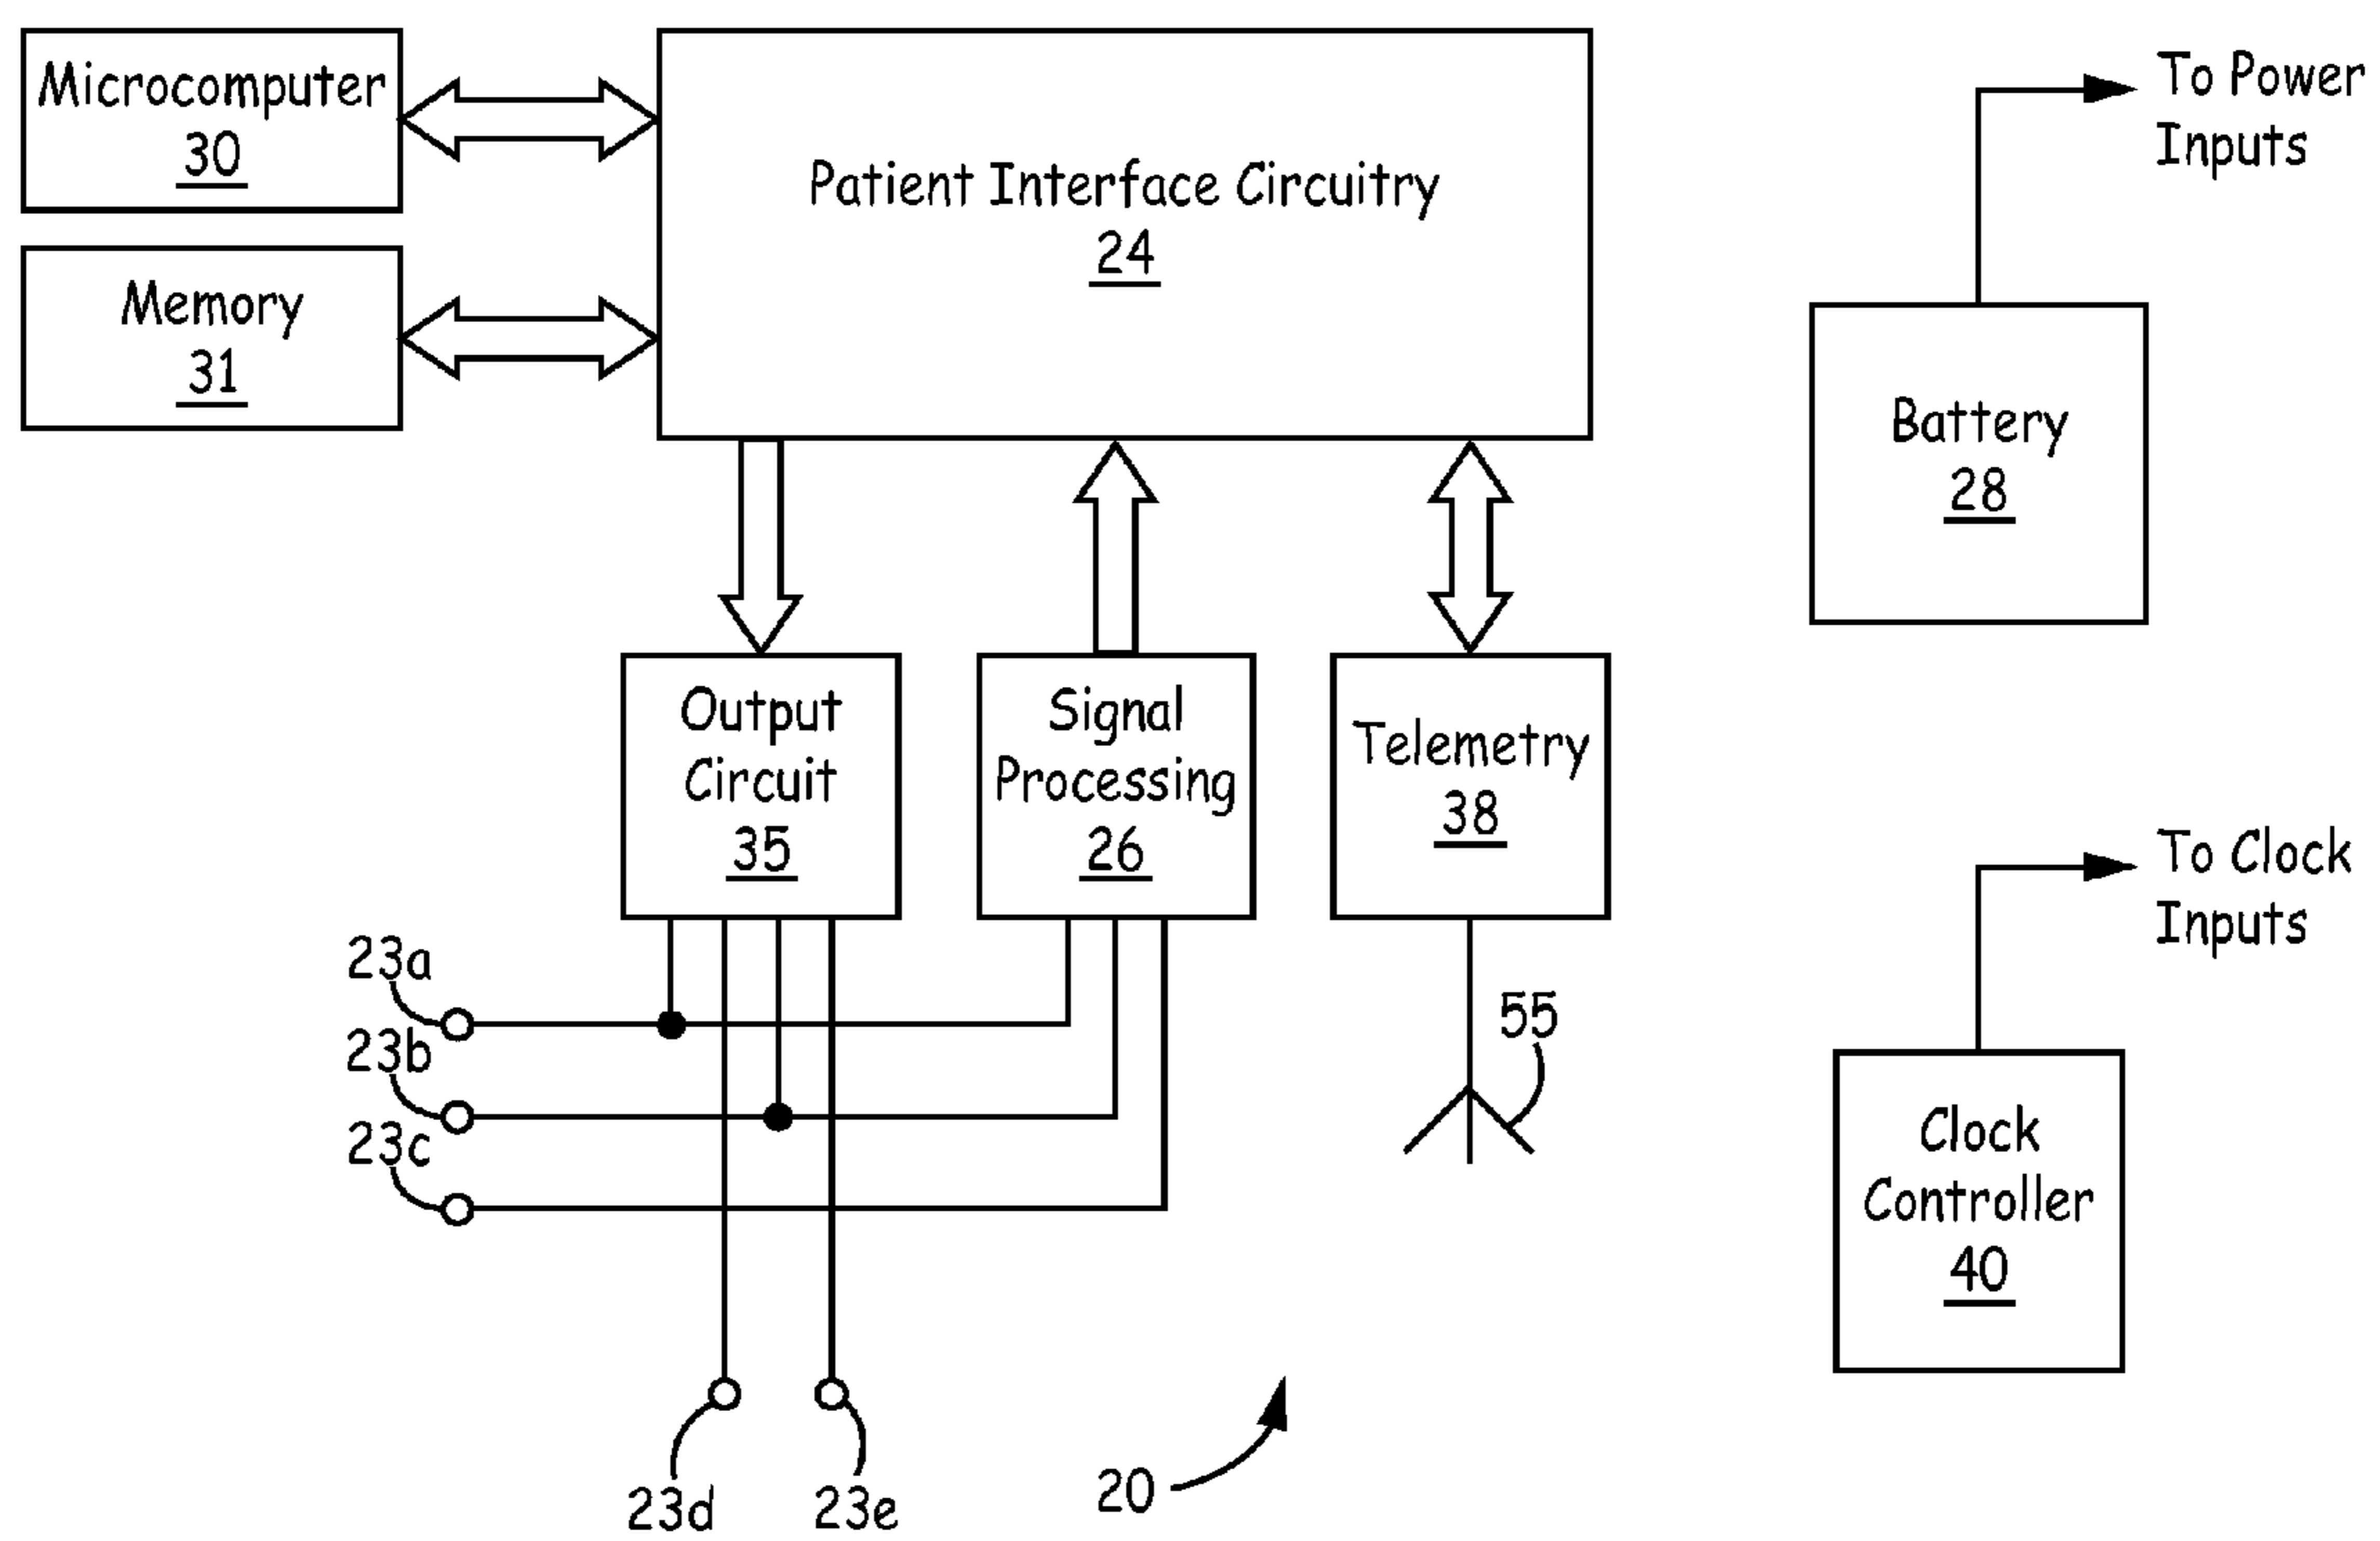 Microcomputer
30
Memory
31
Patient Interface Circuitry
24
To Power
Inputs
Battery
28
Output
Circuit
35
Signal
Processing
26
Telemetry
38
To Clock
Inputs
Clock
Controller
40
23a
23b
23c
55
23d
23e
20